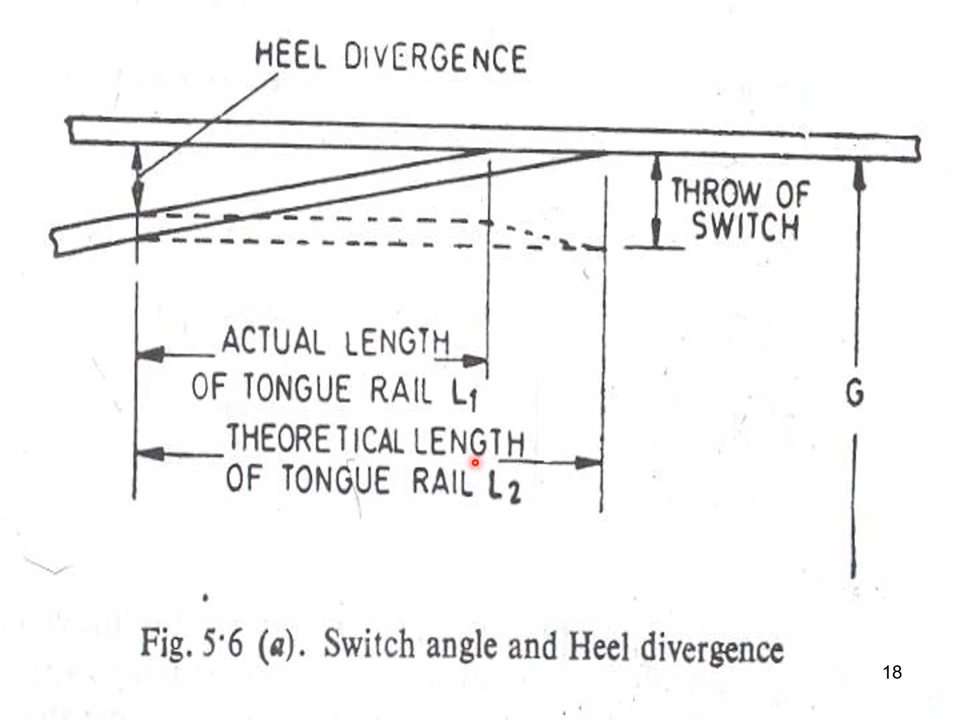 HEEL DIVERGENCE
THROW OF
SWITCH
ACTUAL LENGTH
OF TONGUE RAIL L1
G
THEORETICAL LENGTH
OF TONGUE RAIL L2
Fig. 5·6 (a). Switch angle and Heel divergence
18